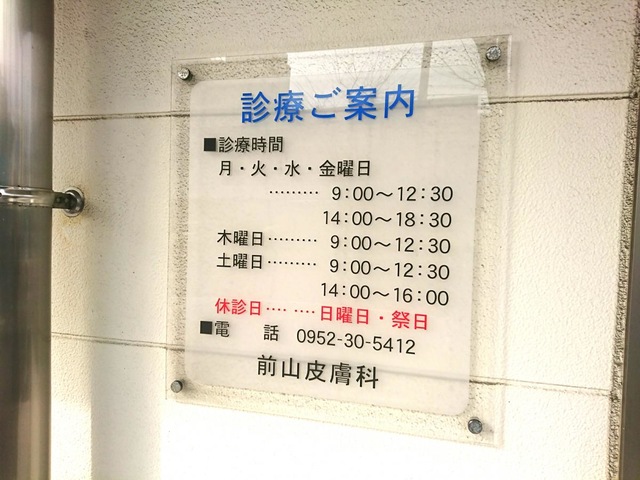 診療ご案内
■診療時間
月・火・水・金曜日
……… 9:00〜12:30
14:00〜18:30
木曜日……… 9:00〜12:30
土曜日……… 9:00〜12:30
14:00〜16:00
休診日…. ….日曜日・祭日
■電 話 0952-30-5412
前山皮膚科